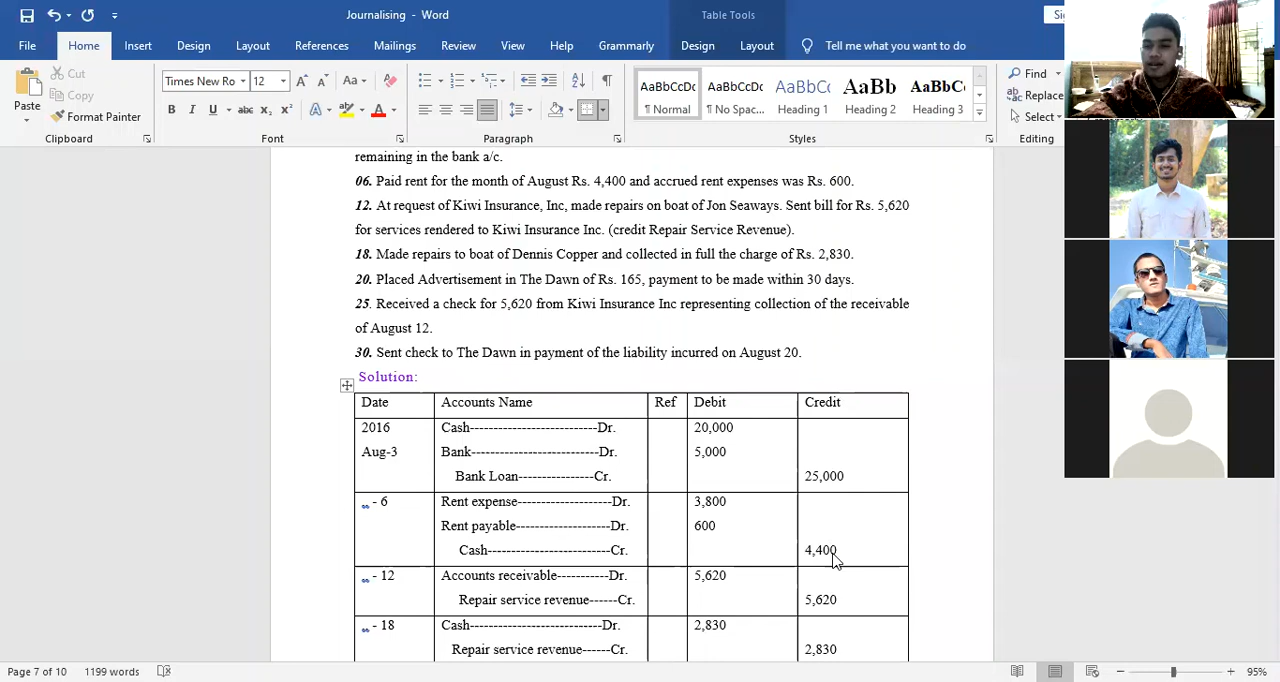 Journalising - Word
Table Tools
File Home Insert Design Layout References Mailings Review View Help Grammarly Design Layout Tell me what you want to do
Paste
Cut
Copy
Format Painter
Clipboard
Times New Ro 12
Aa
B I U abc x₂ x² A A
Font
Paragraph
AaBbCcDc AaBbCcDc AaBbCc AaBb AaBbCc
¶ Normal ¶ No Spac... Heading 1 Heading 2 Heading 3
Styles
Find
Replace
Select
Editing
remaining in the bank a/c.
06. Paid rent for the month of August Rs. 4,400 and accrued rent expenses was Rs. 600.
12. At request of Kiwi Insurance, Inc, made repairs on boat of Jon Seaways. Sent bill for Rs. 5,620
for services rendered to Kiwi Insurance Inc. (credit Repair Service Revenue).
18. Made repairs to boat of Dennis Copper and collected in full the charge of Rs. 2,830.
20. Placed Advertisement in The Dawn of Rs. 165, payment to be made within 30 days.
25. Received a check for 5,620 from Kiwi Insurance Inc representing collection of the receivable
of August 12.
30. Sent check to The Dawn in payment of the liability incurred on August 20.
Solution:
Date Accounts Name Ref Debit Credit
2016 Cash---------------------------Dr. 20,000
Aug-3 Bank---------------------------Dr. 5,000
Bank Loan----------------Cr. 25,000
„ - 6 Rent expense--------------------Dr. 3,800
Rent payable--------------------Dr. 600
Cash--------------------------Cr. 4,400
„ - 12 Accounts receivable-----------Dr. 5,620
Repair service revenue------Cr. 5,620
„ - 18 Cash----------------------------Dr. 2,830
Repair service revenue------Cr. 2,830
Page 7 of 10 1199 words 95%